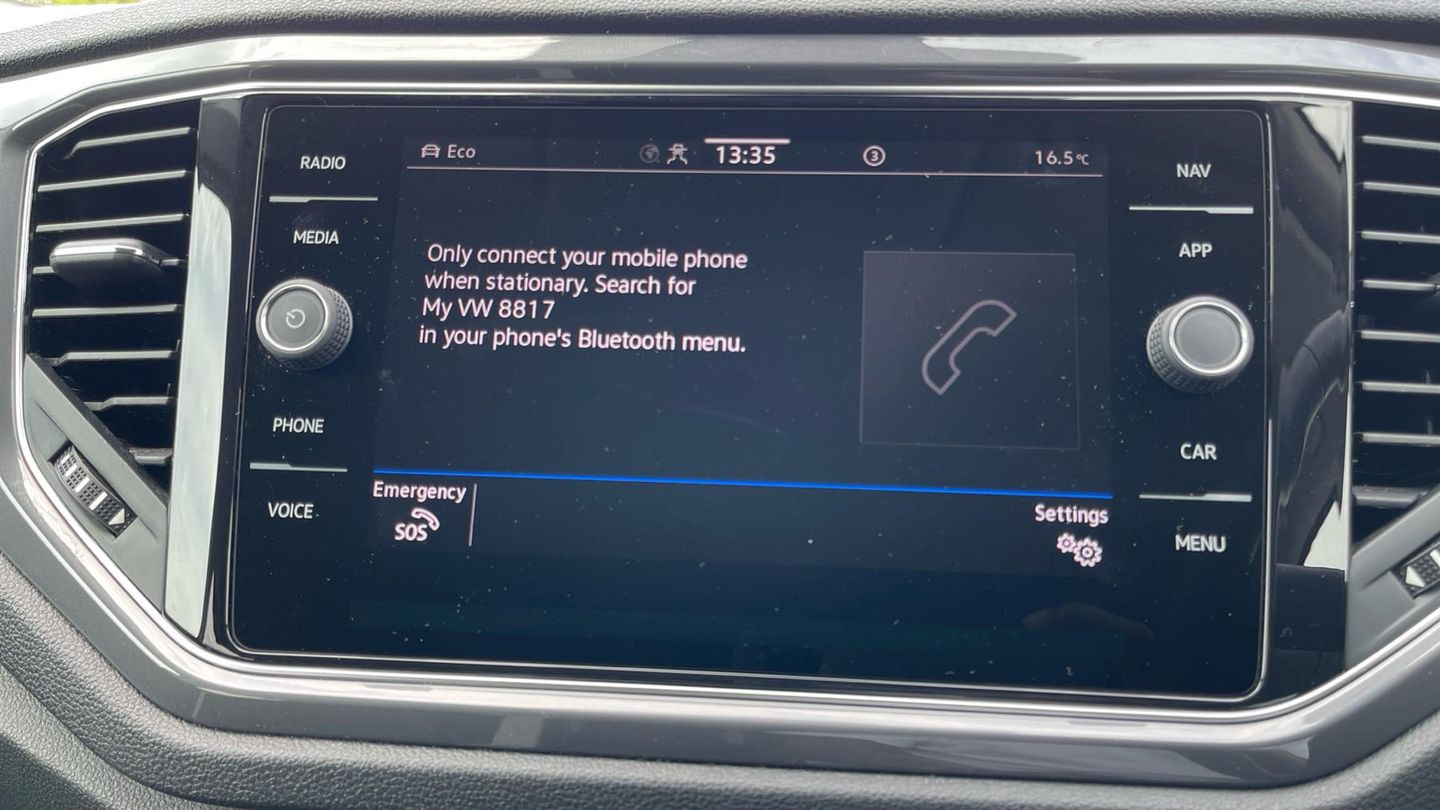 RADIO
MEDIA
PHONE
VOICE
Eco
13:35
3
16.5°C
Only connect your mobile phone
when stationary. Search for
My VW 8817
in your phone's Bluetooth menu.
Emergency
SOS
Settings
NAV
APP
CAR
MENU